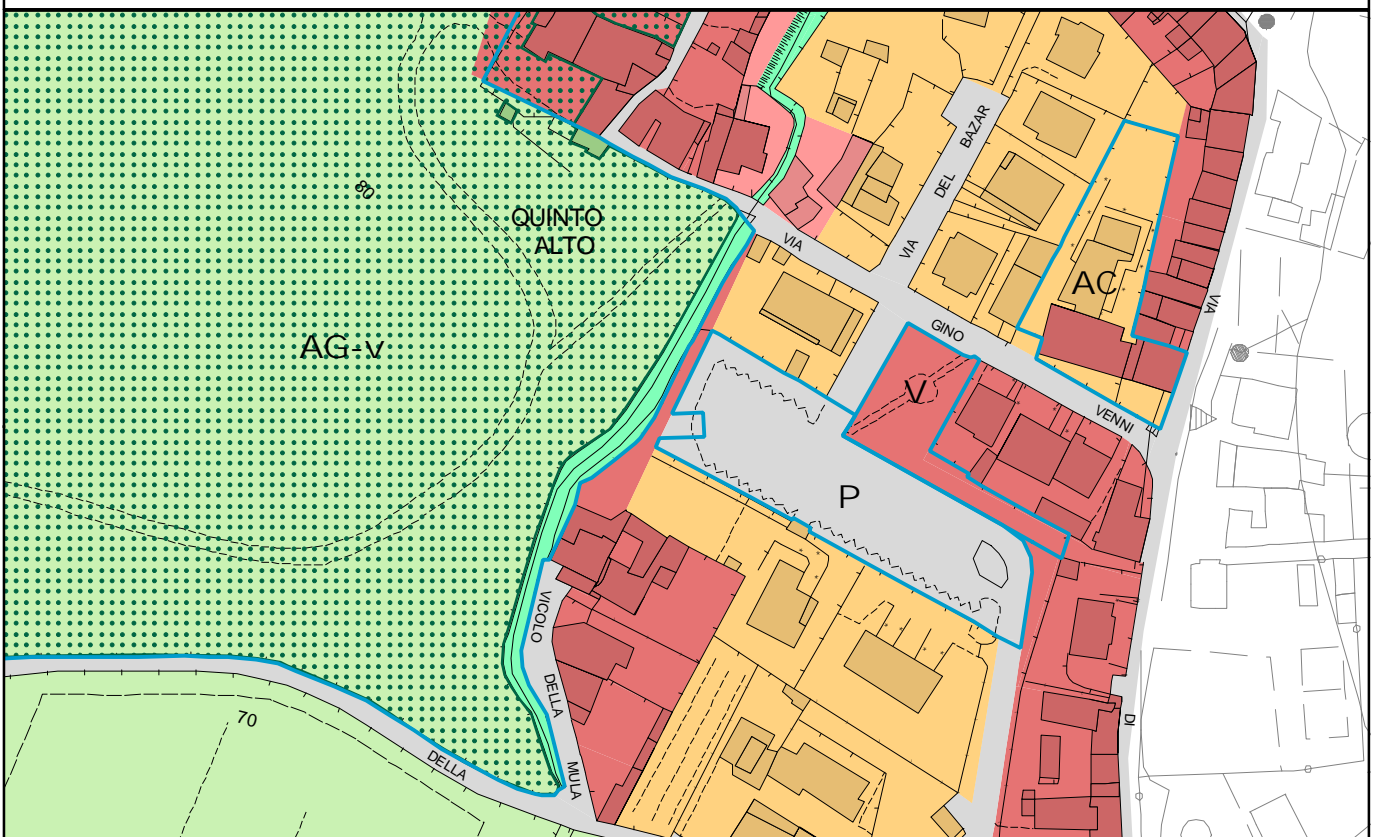 BAZAR
DEL
VIA
80
QUINTO
ALTO
VIA
AC
VIA
GINO
AG-v
V
VENNI
P
VICOLO
DELLA
MULA
70
DELLA
DI